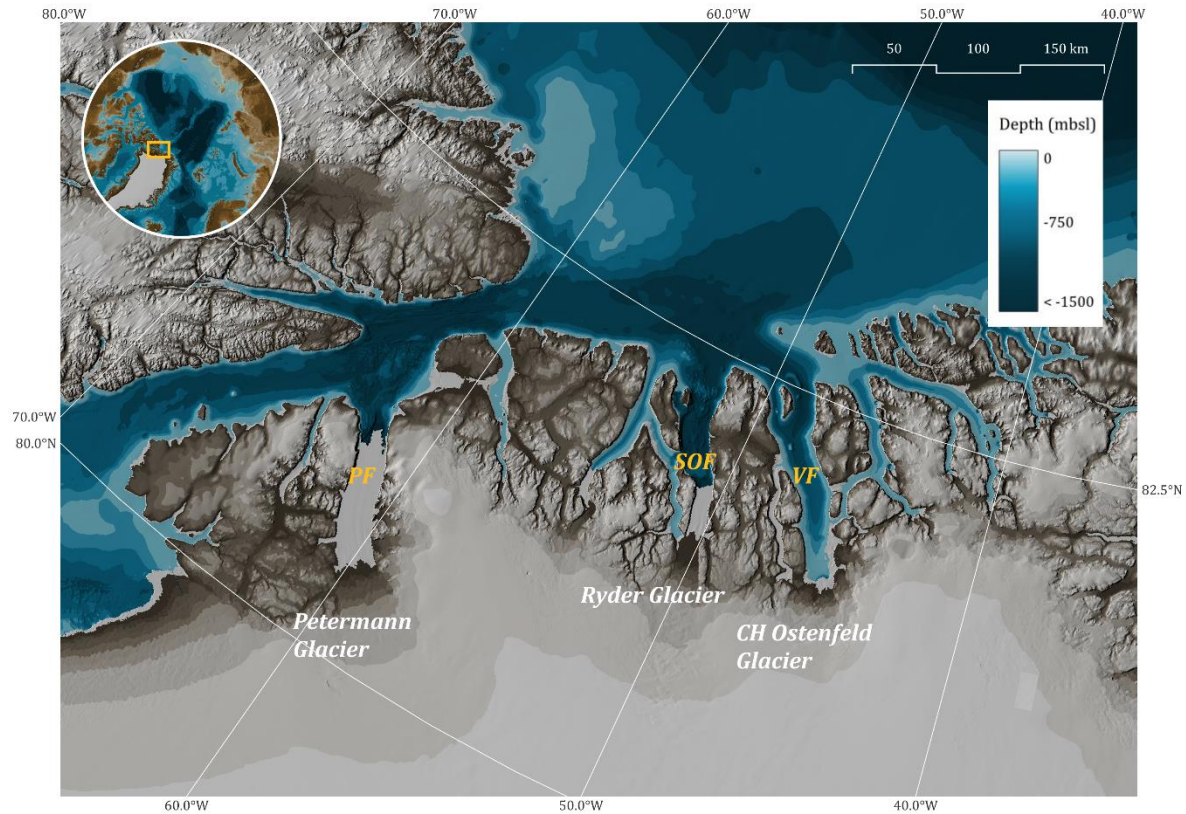 80.0°W
70.0°W
60.0°W
50.0°W
40.0°W
50
100
150 km
Depth (mbsl)
0
-750
< -1500
70.0°W
80.0°N
PF
SOF
VF
82.5°N
Ryder Glacier
Petermann
Glacier
CH Ostenfeld
Glacier
60.0°W
50.0°W
40.0°W